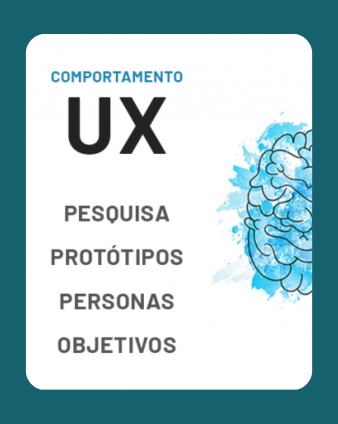 COMPORTAMENTO
UX
PESQUISA
PROTÓTIPOS
PERSONAS
OBJETIVOS